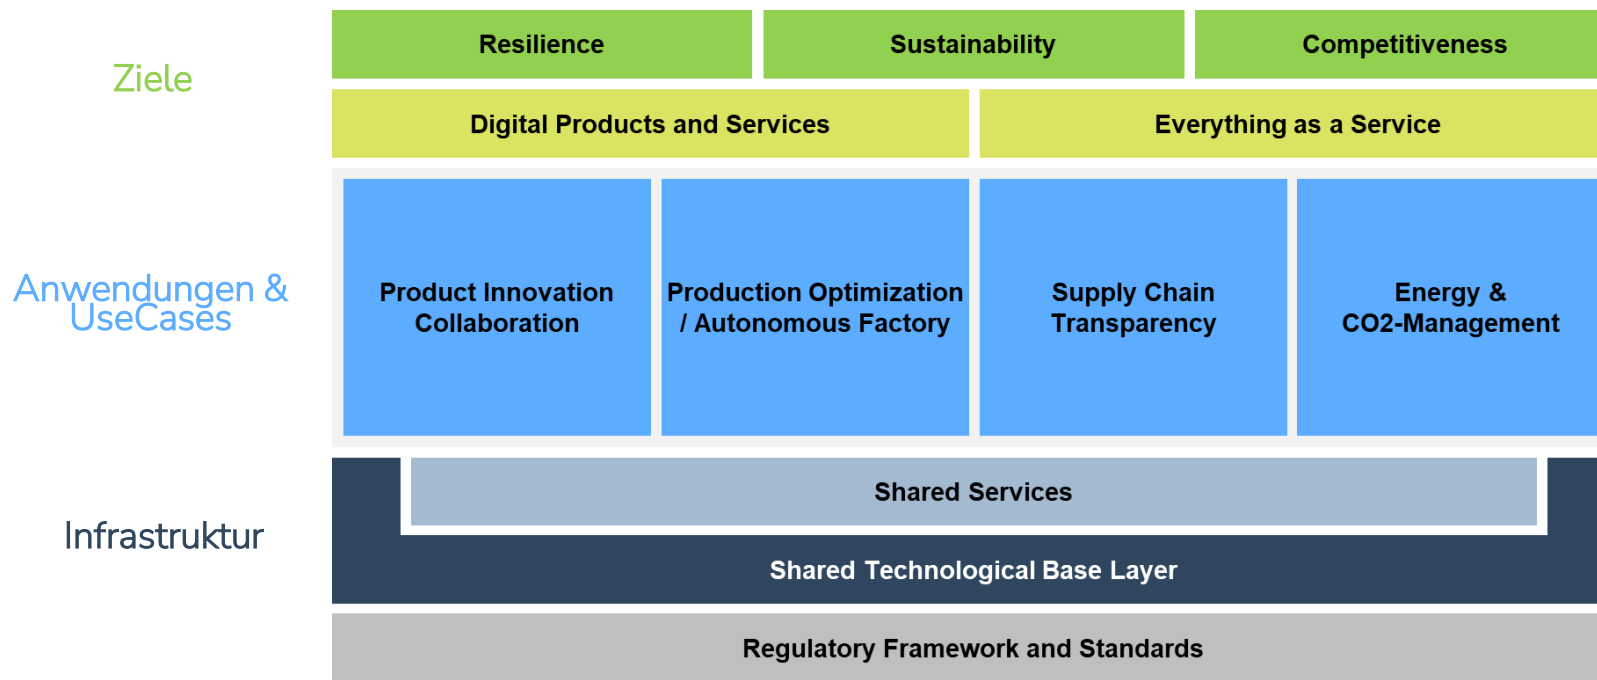 Ziele
Resilience
Sustainability
Competitiveness
Digital Products and Services
Everything as a Service
Anwendungen &
UseCases
Product Innovation
Collaboration
Production Optimization
/ Autonomous Factory
Supply Chain
Transparency
Energy &
CO2-Management
Infrastruktur
Shared Services
Shared Technological Base Layer
Regulatory Framework and Standards